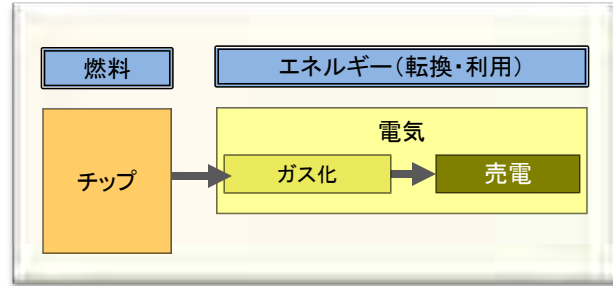 燃料
エネルギー(転換・利用)
電気
チップ
ガス化
売電